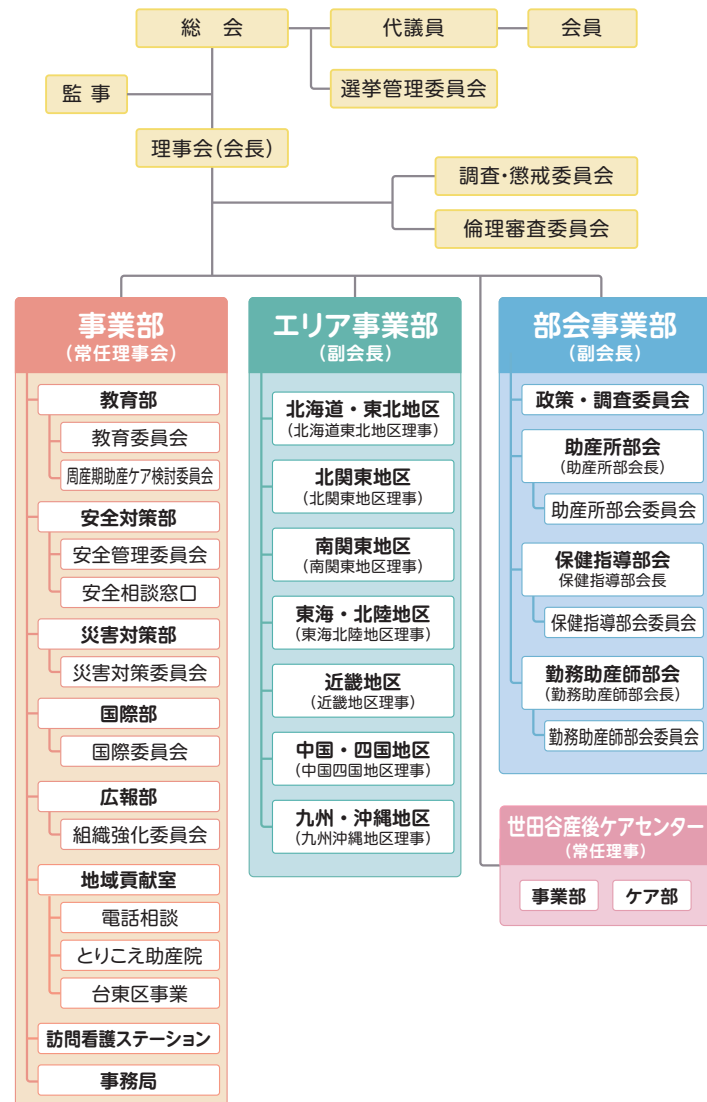 総 会
代議員
会員
選挙管理委員会
監 事
理事会(会長)
調査・懲戒委員会
倫理審査委員会
事業部
(常任理事会)
教育部
教育委員会
周産期助産ケア検討委員会
安全対策部
安全管理委員会
安全相談窓口
災害対策部
災害対策委員会
国際部
国際委員会
広報部
組織強化委員会
地域貢献室
電話相談
とりこえ助産院
台東区事業
訪問看護ステーション
事務局
エリア事業部
(副会長)
北海道・東北地区
(北海道東北地区理事)
北関東地区
(北関東地区理事)
南関東地区
(南関東地区理事)
東海・北陸地区
(東海北陸地区理事)
近畿地区
(近畿地区理事)
中国・四国地区
(中国四国地区理事)
九州・沖縄地区
(九州沖縄地区理事)
部会事業部
(副会長)
政策・調査委員会
助産所部会
(助産所部会長)
助産所部会委員会
保健指導部会
保健指導部会長
保健指導部会委員会
勤務助産師部会
(勤務助産師部会長)
勤務助産師部会委員会
世田谷産後ケアセンター
(常任理事)
事業部
ケア部